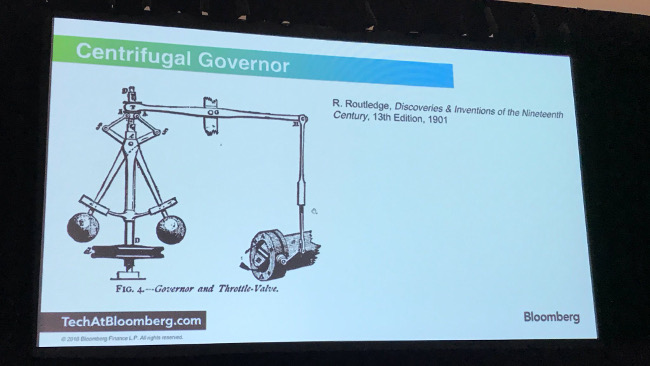 Centrifugal Governor
R. Routledge, Discoveries & Inventions of the Nineteenth
Century, 13th Edition, 1901
FIG. 4.—Governor and Throttle-Valve.
TechAtBloomberg.com
Bloomberg
Bloomberg Finance L.P. All rights reserved.